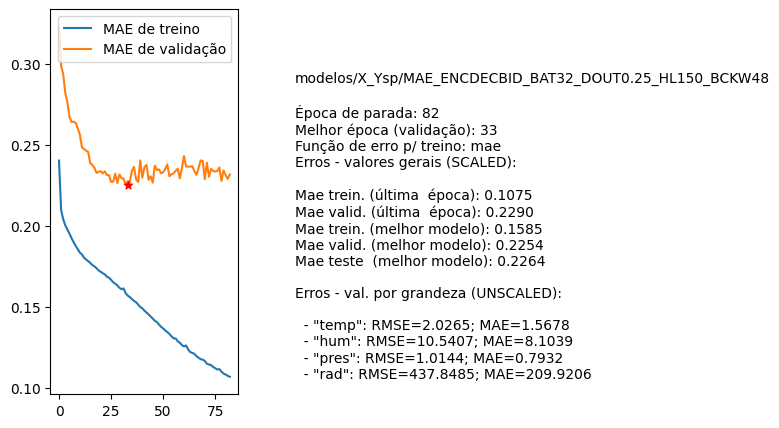 MAE de treino
MAE de validação
0.30
0.25
0.20
0.15
0.10
0
25
50
75
modelos/X_Ysp/MAE_ENCDECBID_BAT32_DOUT0.25_HL150_BCKW48
Época de parada: 82
Melhor época (validação): 33
Função de erro p/ treino: mae
Erros - valores gerais (SCALED):
Mae trein. (última  época): 0.1075
Mae valid. (última  época): 0.2290
Mae trein. (melhor modelo): 0.1585
Mae valid. (melhor modelo): 0.2254
Mae teste  (melhor modelo): 0.2264
Erros - val. por grandeza (UNSCALED):
- "temp": RMSE=2.0265; MAE=1.5678
- "hum": RMSE=10.5407; MAE=8.1039
- "pres": RMSE=1.0144; MAE=0.7932
- "rad": RMSE=437.8485; MAE=209.9206